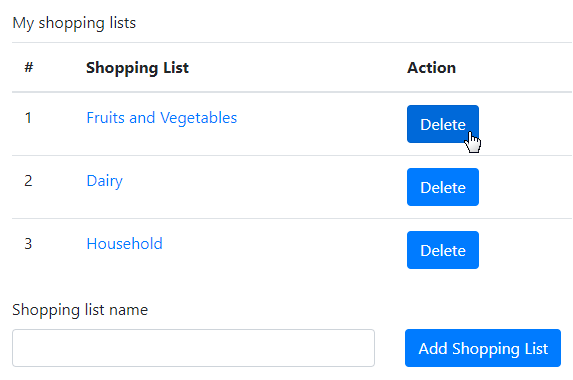 My shopping lists
# Shopping List Action
1 Fruits and Vegetables Delete
2 Dairy Delete
3 Household Delete
Shopping list name
Add Shopping List